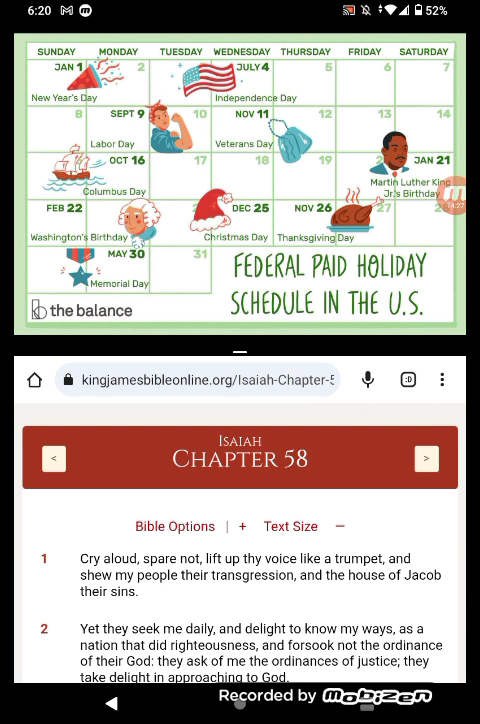 6:20 52%
SUNDAY MONDAY TUESDAY WEDNESDAY THURSDAY FRIDAY SATURDAY
JAN 1 2 JULY 4 5 6 7
New Year's Day Independence Day
8 SEPT 9 10 NOV 11 12 13 14
Labor Day Veterans Day
OCT 16 17 18 19 JAN 21
Columbus Day Martin Luther King
Jr.'s Birthday
14:27
FEB 22 DEC 25 NOV 26 27
Washington's Birthday Christmas Day Thanksgiving Day
MAY 30 31
Memorial Day
FEDERAL PAID HOLIDAY
SCHEDULE IN THE U.S.
the balance
kingjamesbibleonline.org/Isaiah-Chapter-5 :D
ISAIAH
< CHAPTER 58 >
Bible Options | + Text Size −
1 Cry aloud, spare not, lift up thy voice like a trumpet, and
shew my people their transgression, and the house of Jacob
their sins.
2 Yet they seek me daily, and delight to know my ways, as a
nation that did righteousness, and forsook not the ordinance
of their God: they ask of me the ordinances of justice; they
take delight in approaching to God.
Recorded by Mobizen